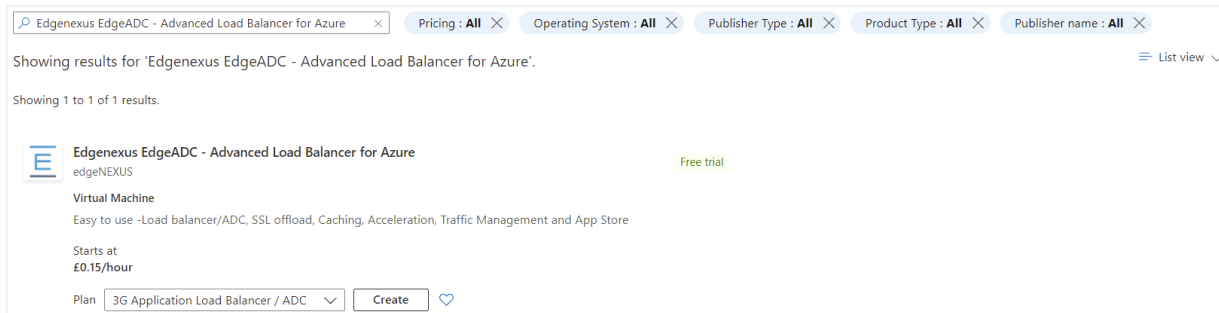 Edgenexus EdgeADC - Advanced Load Balancer for Azure
Pricing : All
Operating System : All
Publisher Type : All
Product Type : All
Publisher name : All
Showing results for 'Edgenexus EdgeADC - Advanced Load Balancer for Azure'.
List view
Showing 1 to 1 of 1 results.
Edgenexus EdgeADC - Advanced Load Balancer for Azure
Free trial
edgeNEXUS
Virtual Machine
Easy to use -Load balancer/ADC, SSL offload, Caching, Acceleration, Traffic Management and App Store
Starts at
£0.15/hour
Plan 3G Application Load Balancer / ADC Create